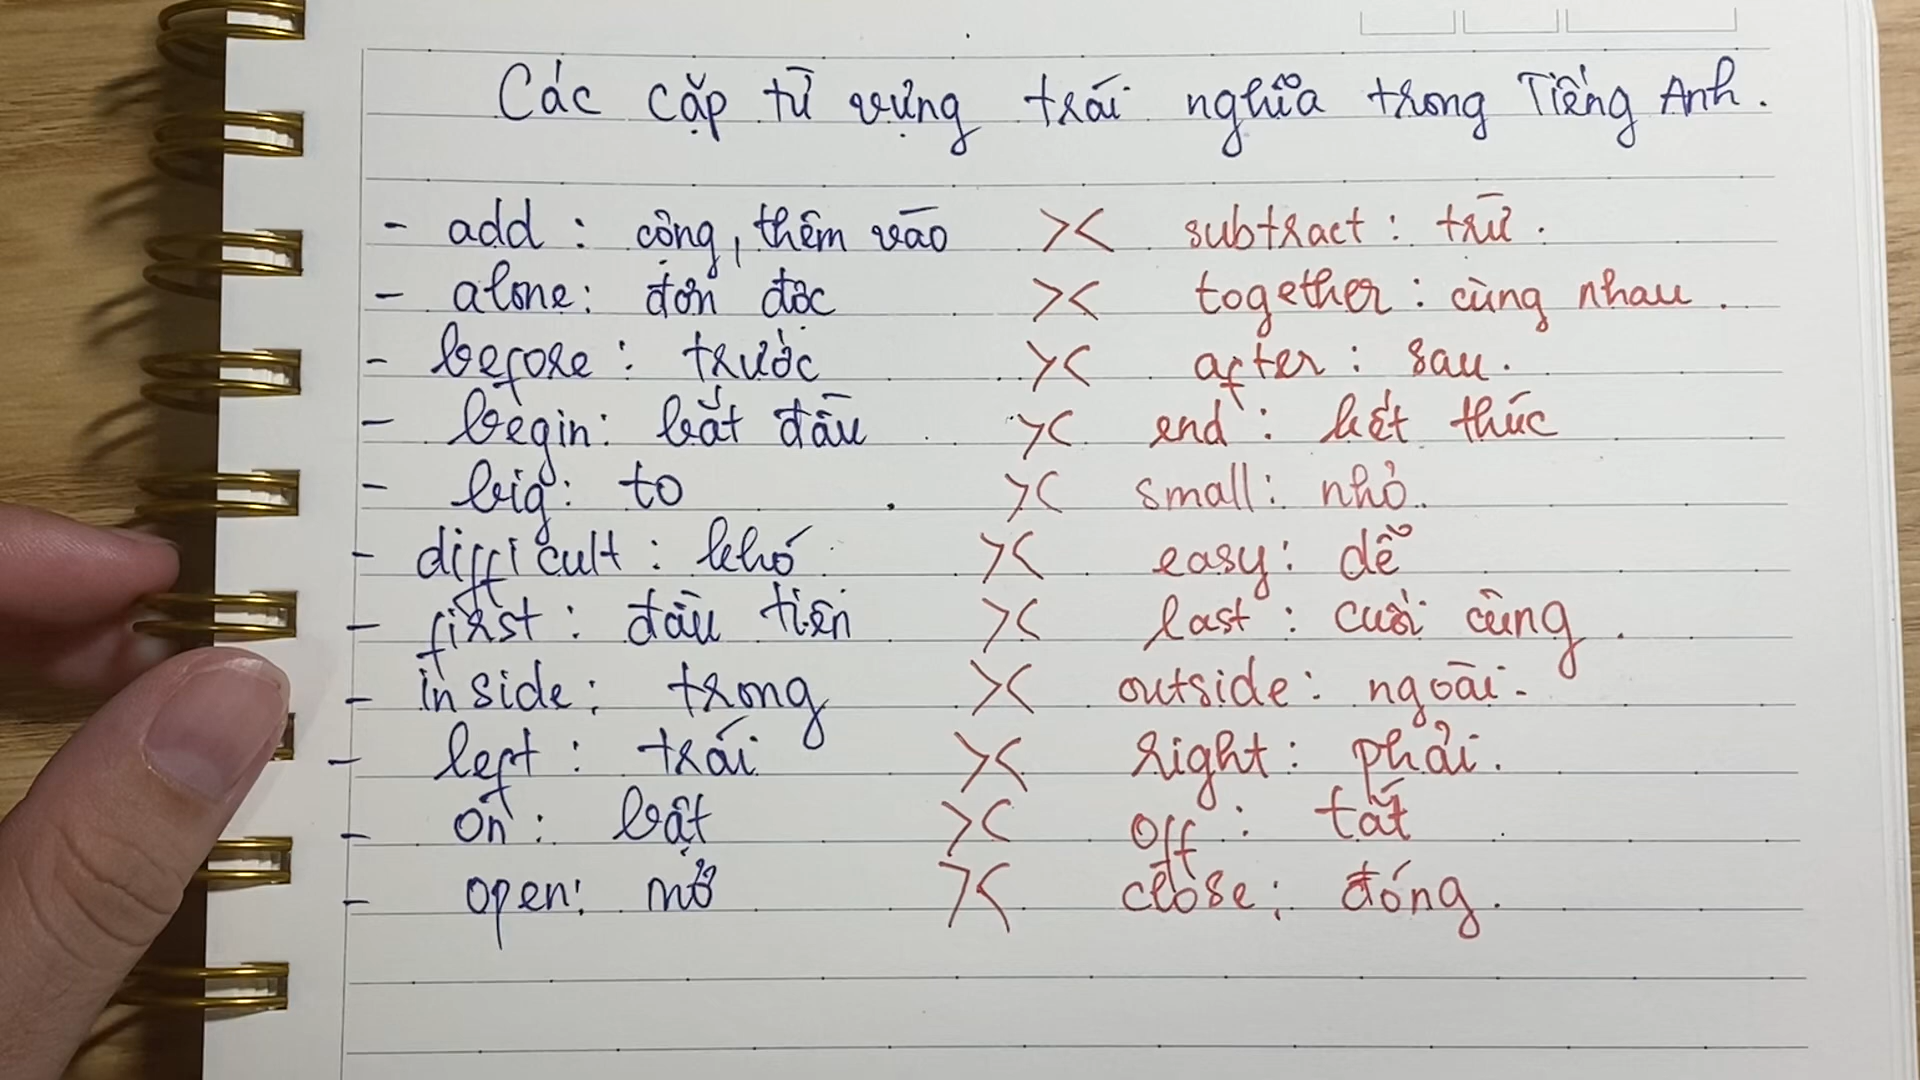 Các cặp từ vựng trái nghĩa trong Tiếng Anh.
- add : cộng, thêm vào >< subtract : trừ.
- alone : đơn độc >< together : cùng nhau.
- before : trước >< after : sau.
- begin : bắt đầu >< end : kết thúc
- big : to >< small : nhỏ.
- difficult : khó >< easy : dễ
- first : đầu tiên >< last : cuối cùng.
- inside : trong >< outside : ngoài.
- left : trái >< right : phải.
- on : bật >< off : tắt
- open : mở >< close : đóng.